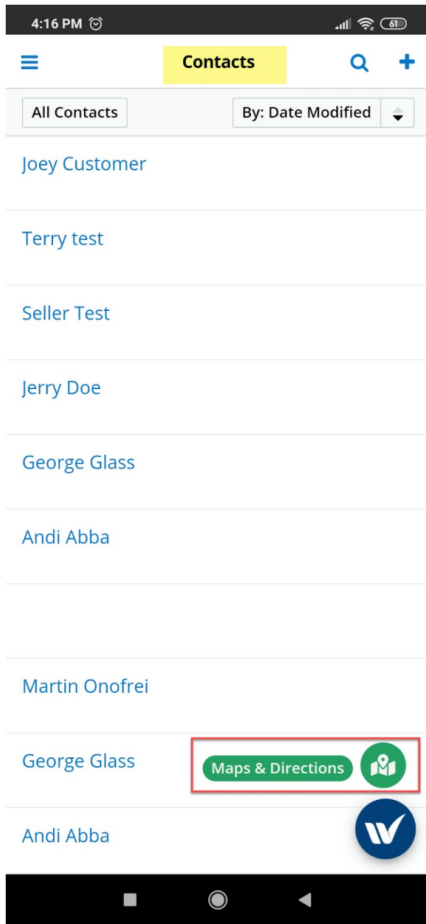 4:16 PM 61
Contacts
All Contacts By: Date Modified
Joey Customer
Terry test
Seller Test
Jerry Doe
George Glass
Andi Abba
Martin Onofrei
George Glass Maps & Directions
Andi Abba